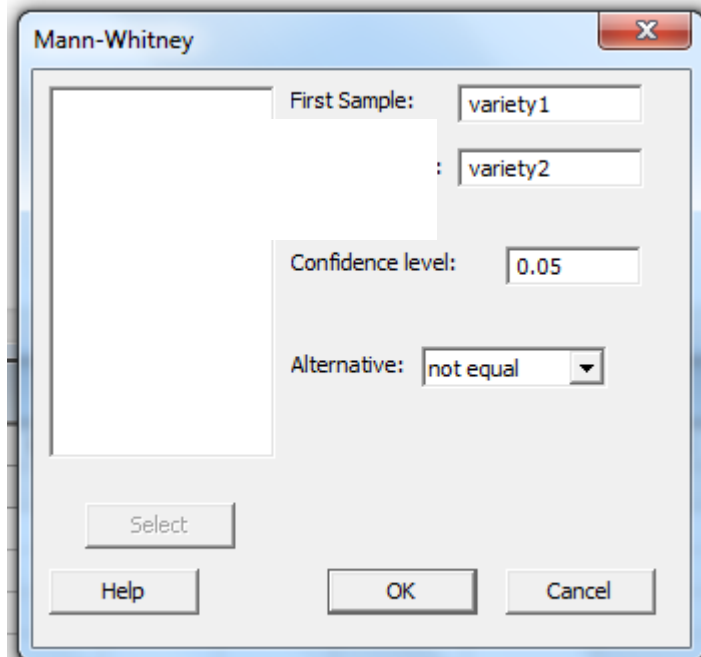 Mann-Whitney
First Sample:
variety1
:
variety2
Confidence level:
0.05
Alternative:
not equal
Select
Help
OK
Cancel